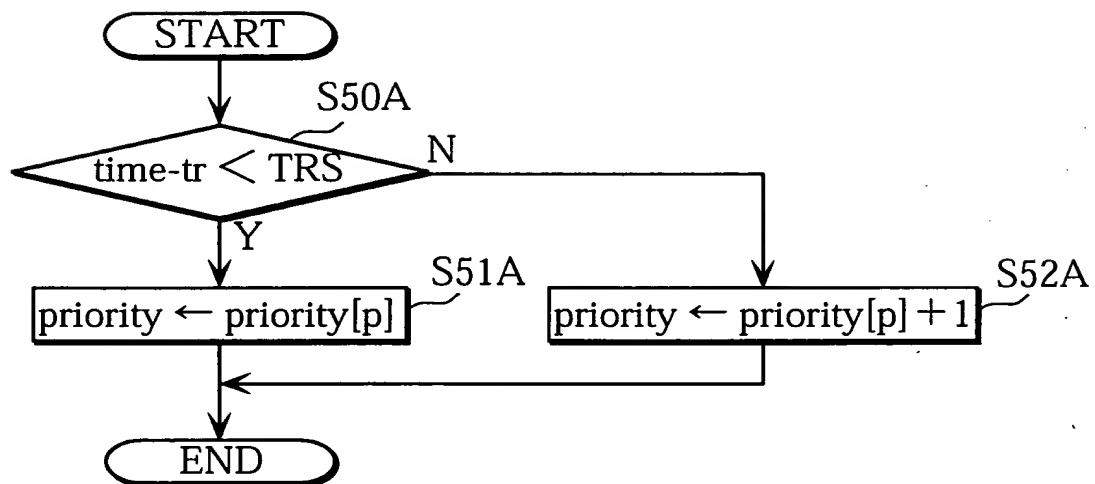 START
S50A
time-tr < TRS
N
Y
S51A
priority ← priority[p]
S52A
priority ← priority[p]+1
END